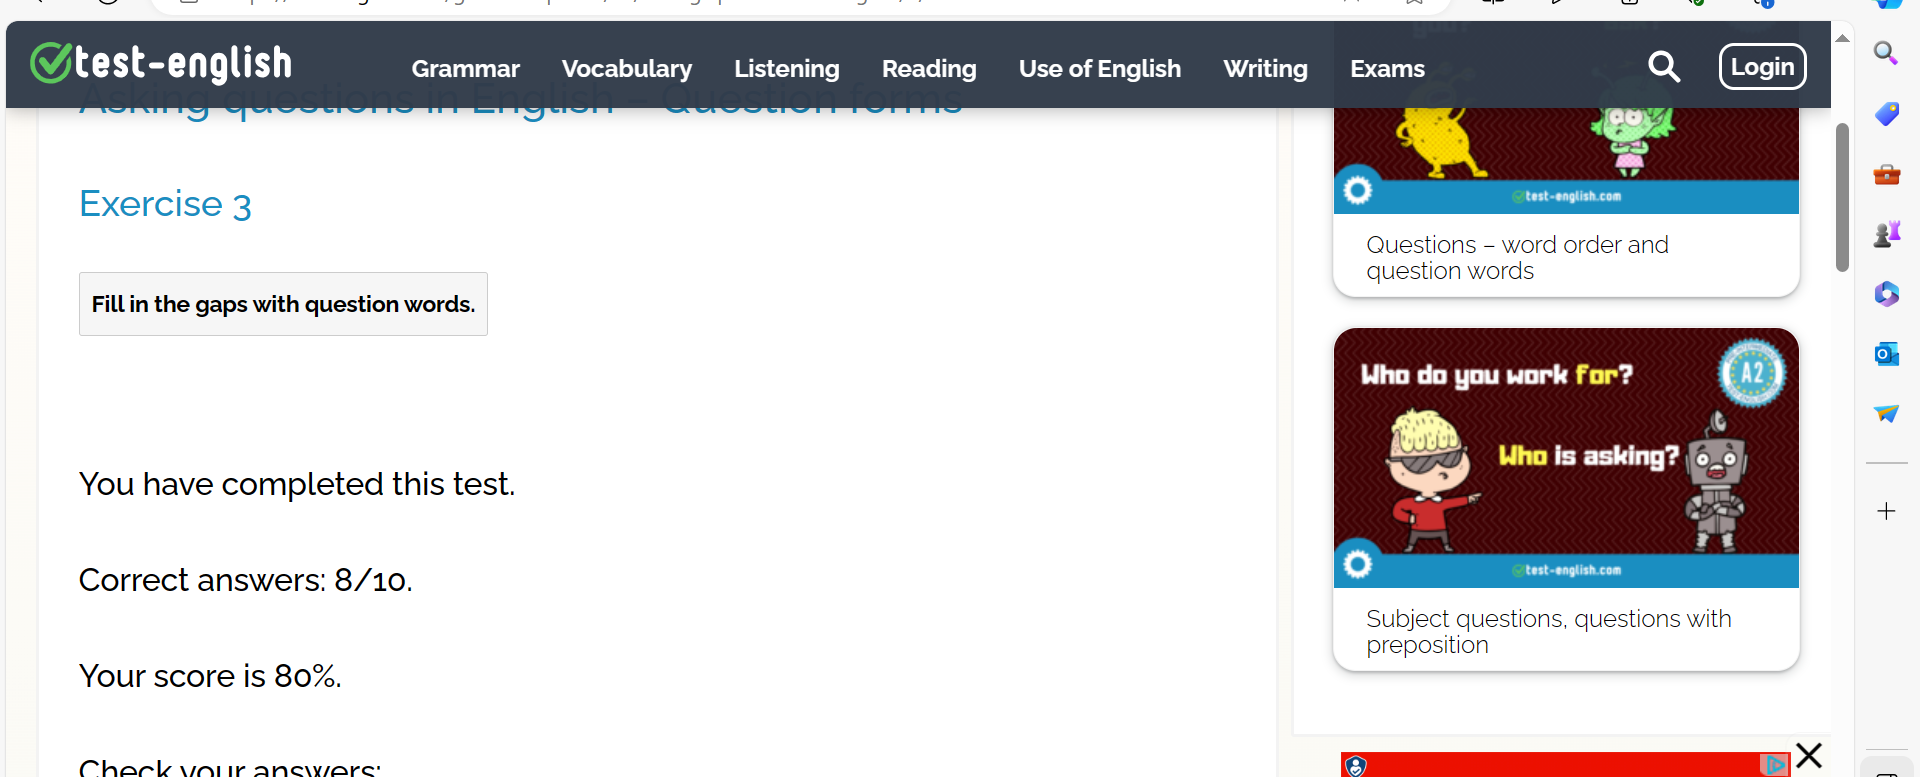 test-english
Grammar
Vocabulary
Listening
Reading
Use of English
Writing
Exams
Login
Asking questions in English – Question forms
Exercise 3
Fill in the gaps with question words.
You have completed this test.
Correct answers: 8/10.
Your score is 80%.
Check your answers:
test-english.com
Questions – word order and
question words
Who do you work for?
A2
Who is asking?
test-english.com
Subject questions, questions with
preposition